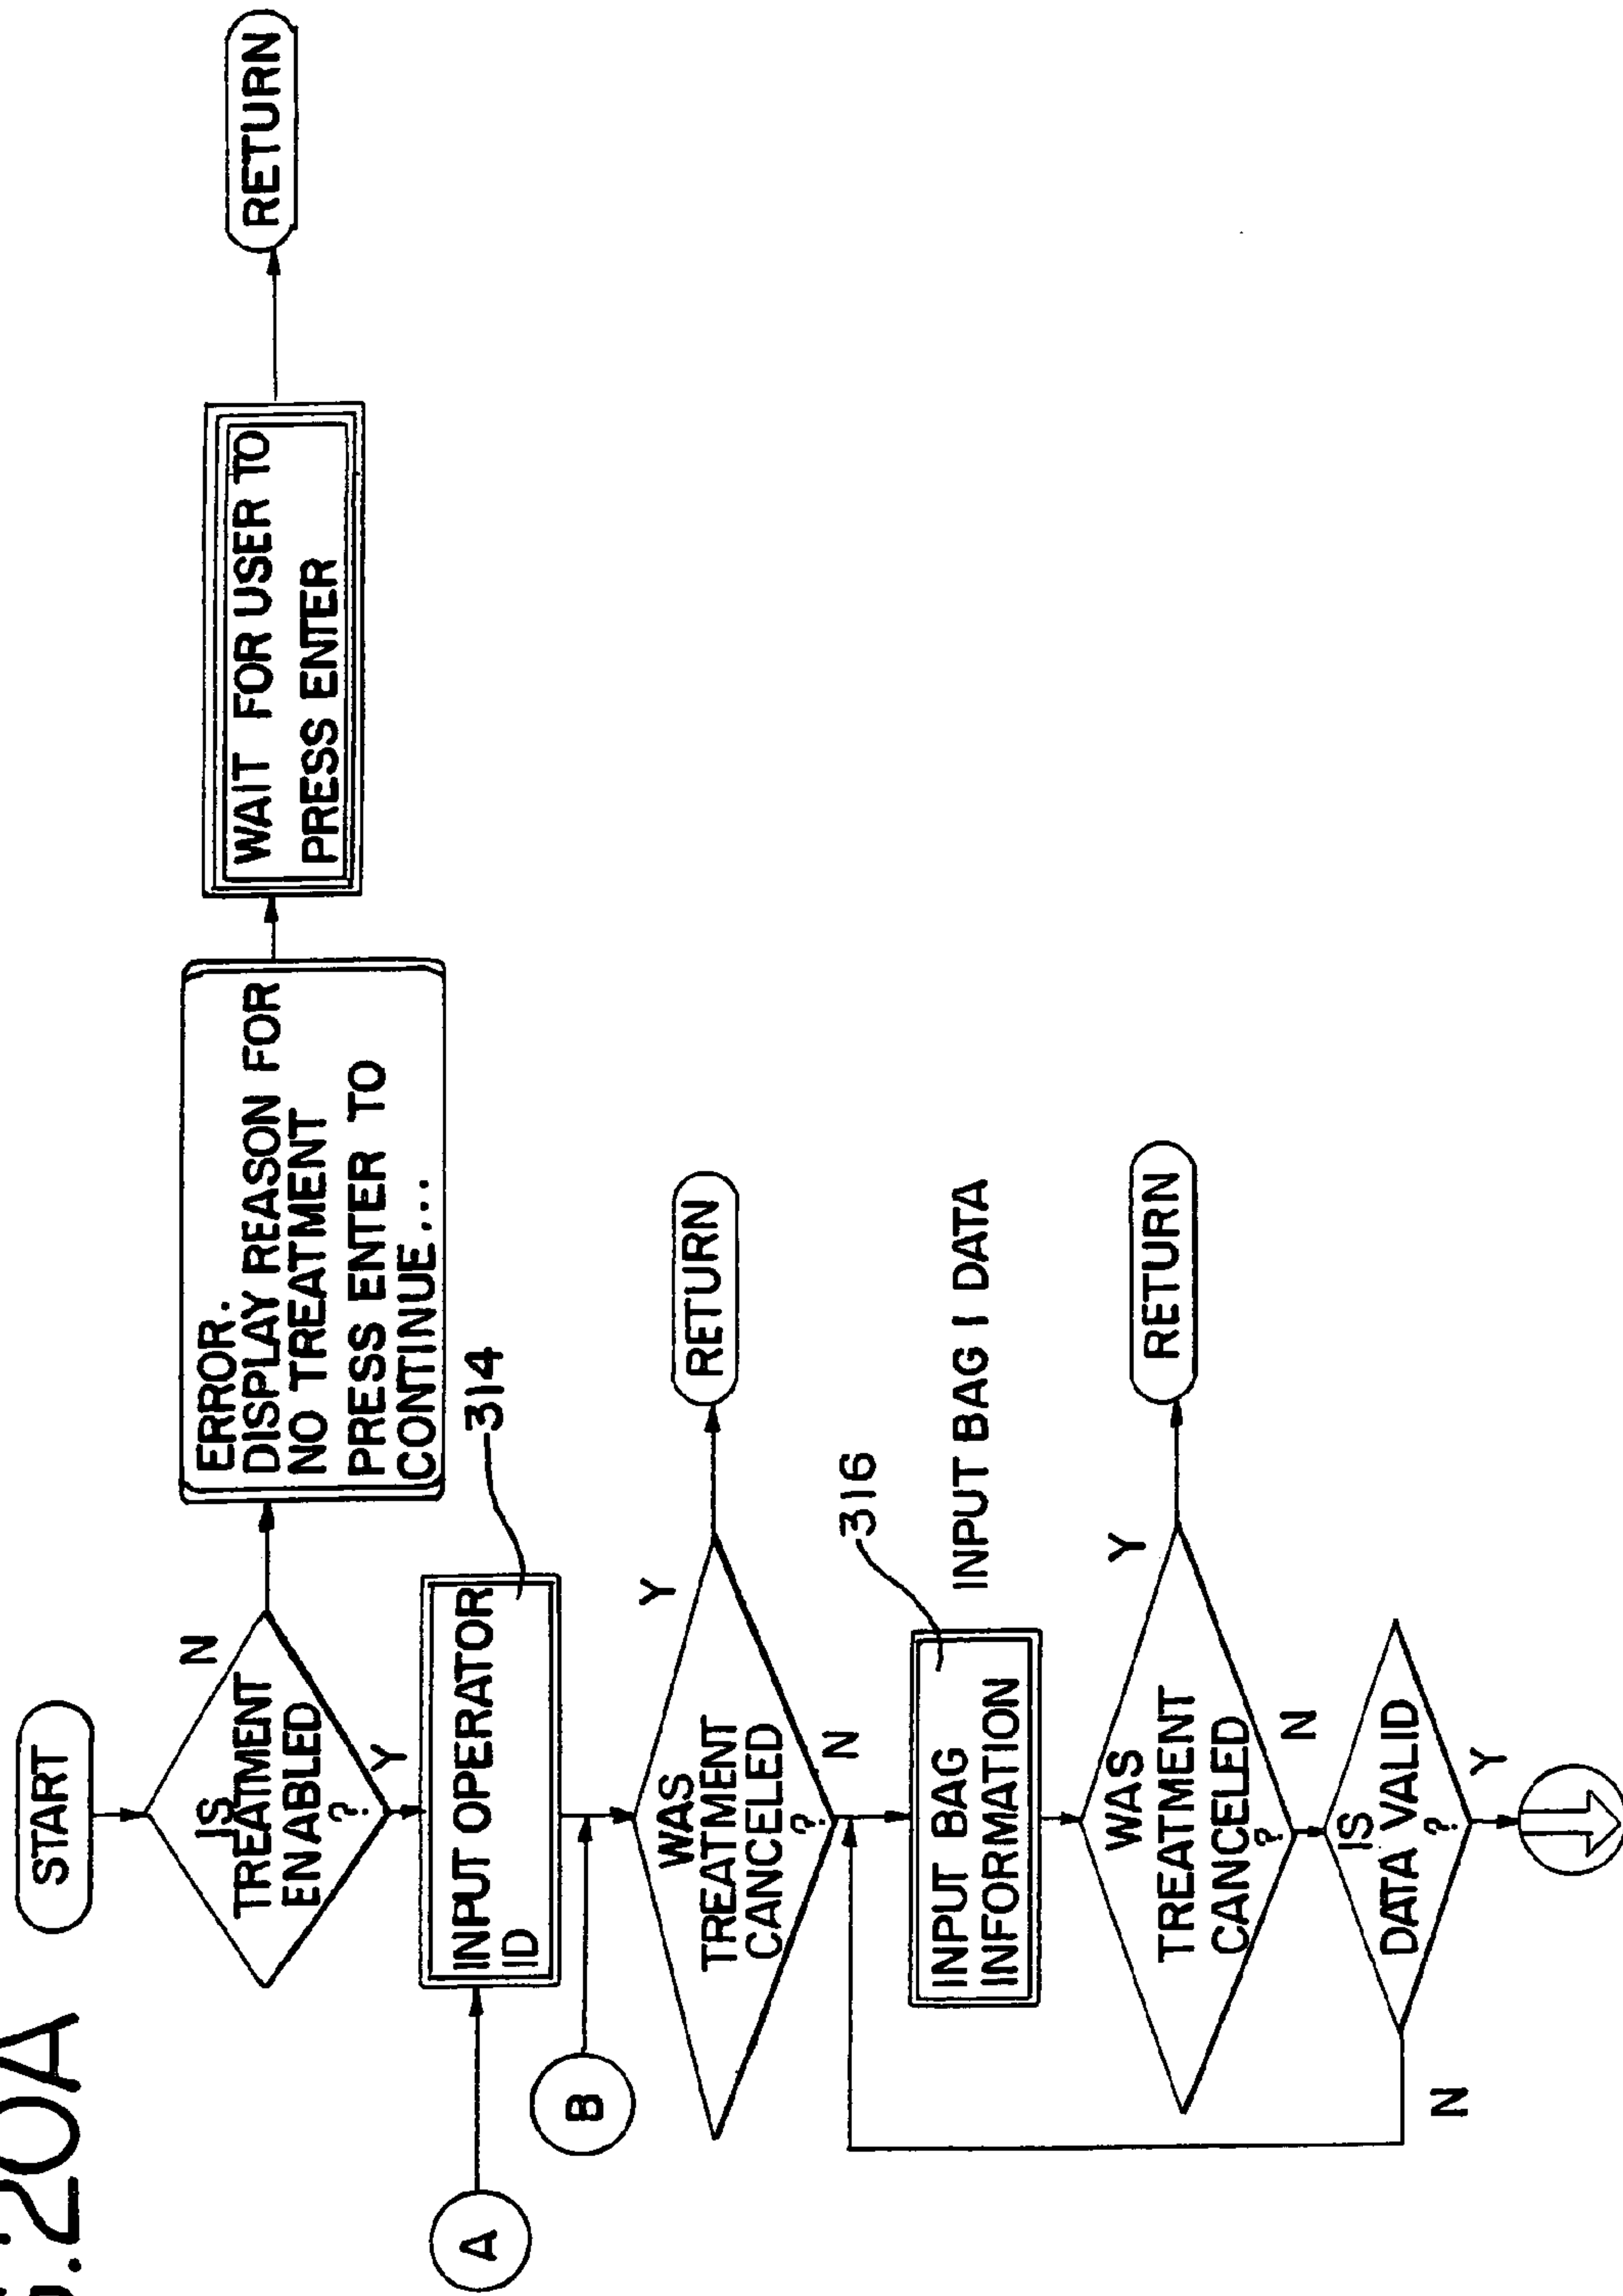 G.20A
START
IS
TREATMENT
ENABLED
?
N
Y
ERROR.
DISPLAY REASON FOR
NO TREATMENT
PRESS ENTER TO
CONTINUE...
WAIT FOR USER TO
PRESS ENTER
RETURN
A
INPUT OPERATOR
ID
314
B
WAS
TREATMENT
CANCELED
?
Y
N
RETURN
INPUT BAG
INFORMATION
316
INPUT BAG 1 DATA
WAS
TREATMENT
CANCELED
?
Y
N
RETURN
IS
DATA VALID
?
N
Y